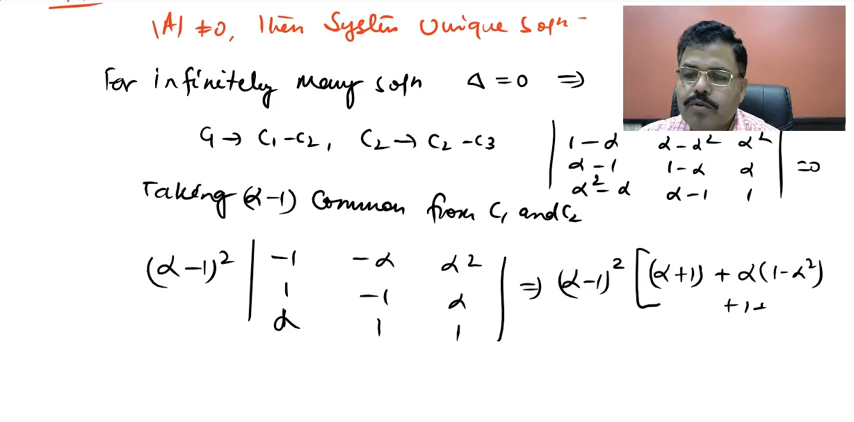 |A| ≠0, Then System Unique Soln -
For infinitely Many soln Δ = 0 ⇒
C₁ → C₁-C₂, C₂ → C₂-C₃
| 1-α α-α² α² |
| α-1 1-α α | =0
| α²-α α-1 1 |
Taking (α-1) Common from C₁ and C₂
(α-1)² | -1 -α α² | ⇒ (α-1)² [(α+1) + α(1-α²)
| 1 -1 α | +1+
| α 1 1 |